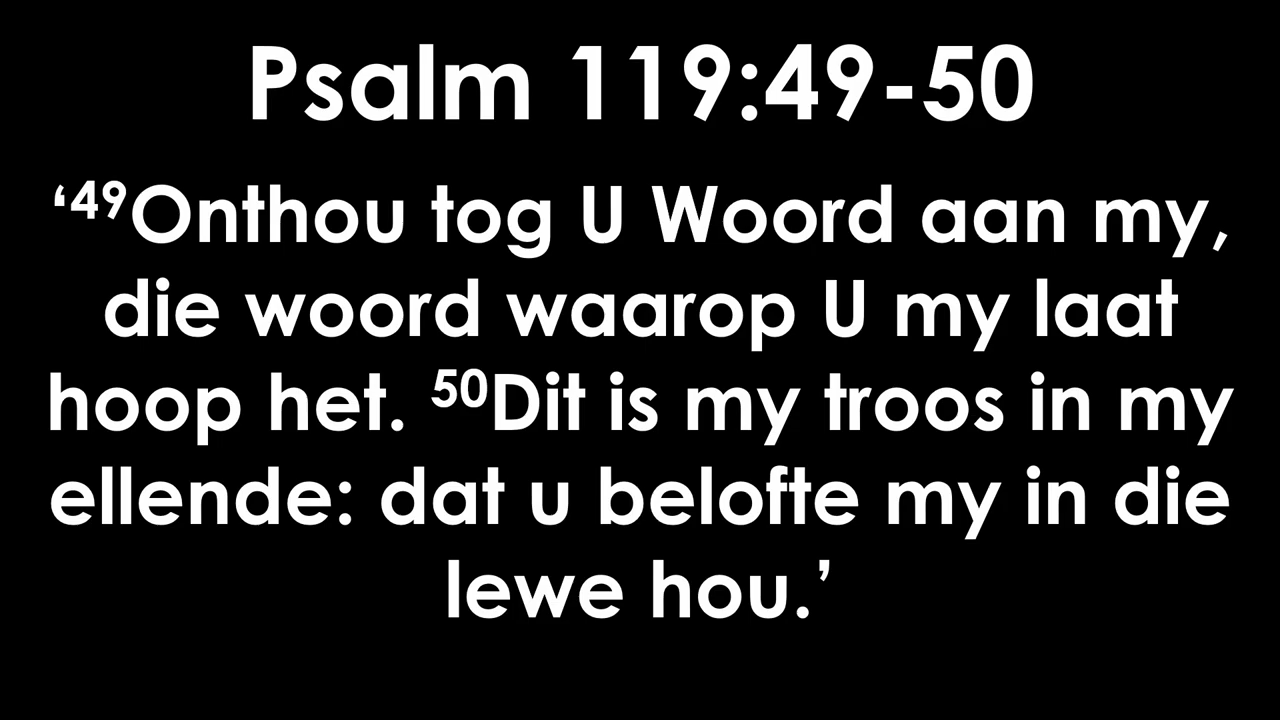 Psalm 119:49-50
‘⁴⁹Onthou tog U Woord aan my,
die woord waarop U my laat
hoop het. ⁵⁰Dit is my troos in my
ellende: dat u belofte my in die
lewe hou.’